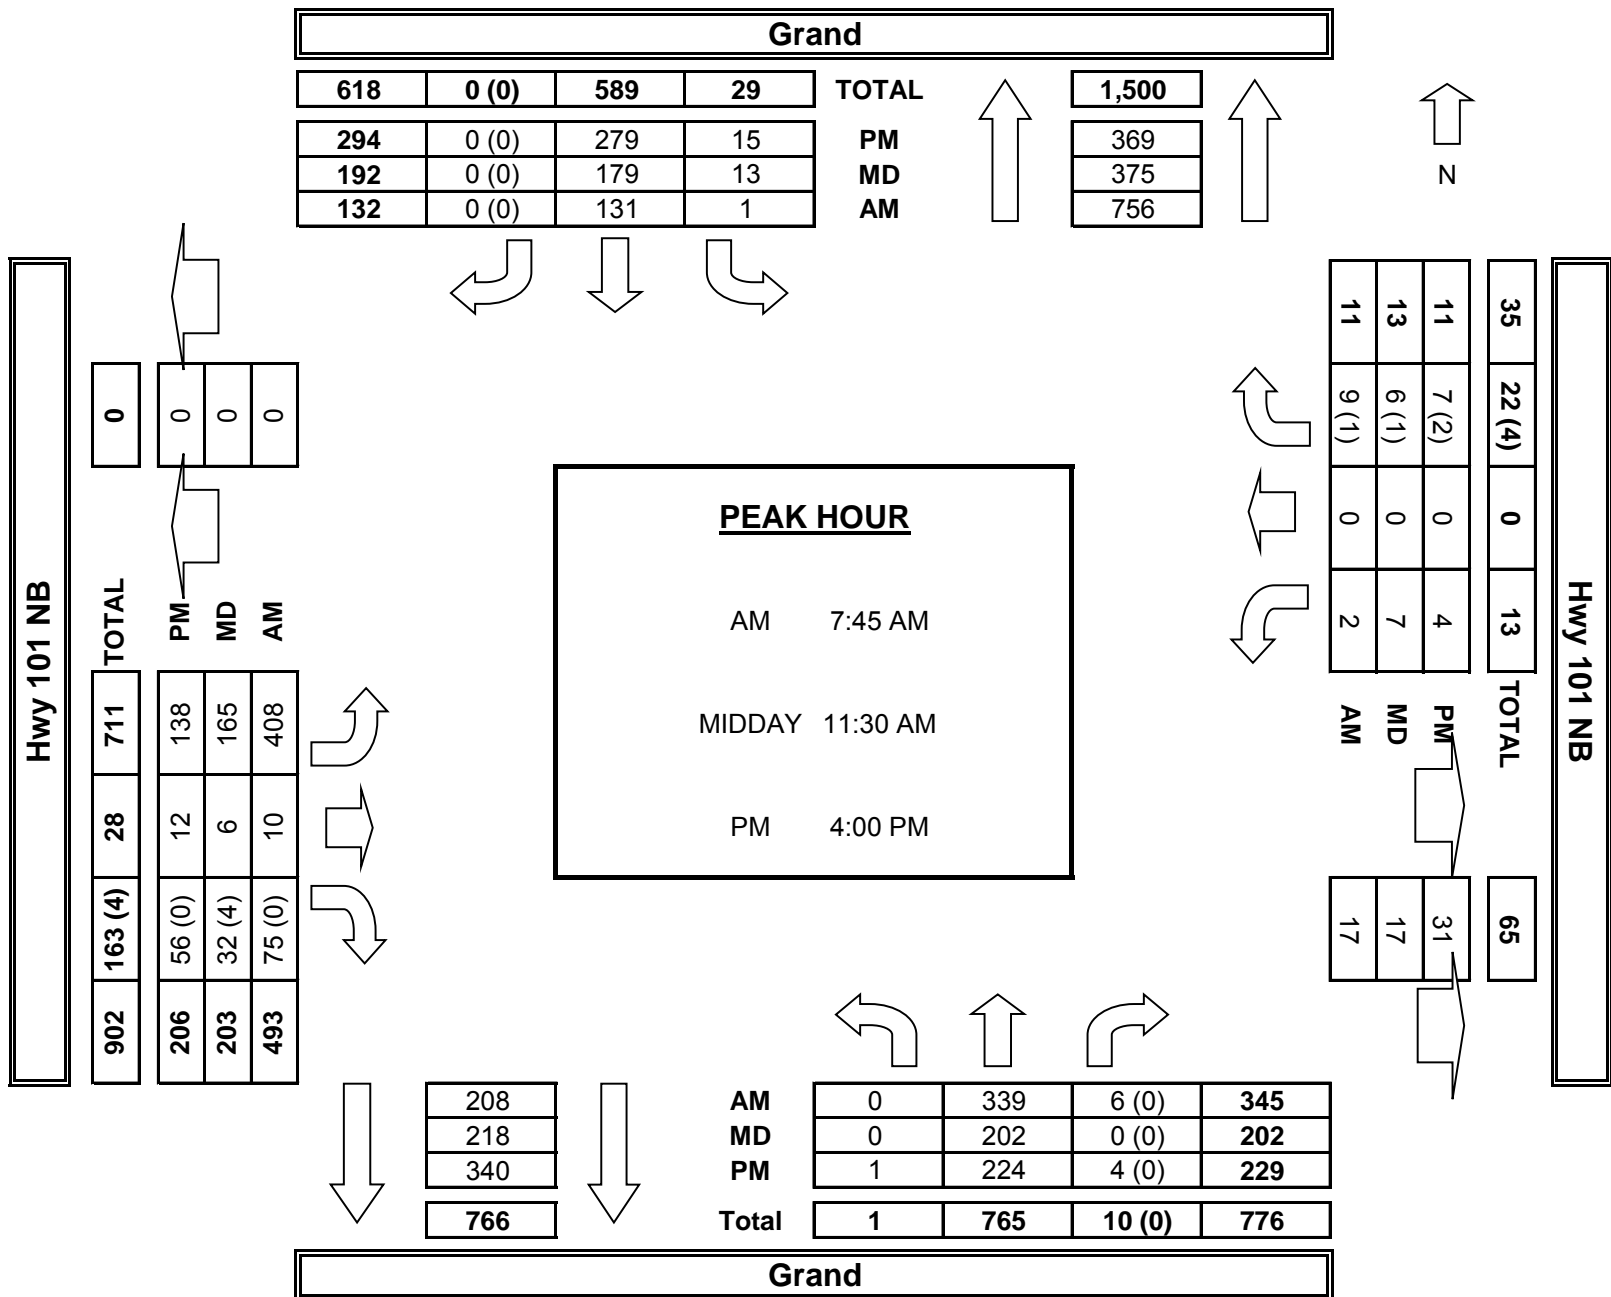 Grand
618 0 (0) 589 29 TOTAL 1,500
294 0 (0) 279 15 PM 369
192 0 (0) 179 13 MD 375
132 0 (0) 131 1 AM 756
N
Hwy 101 NB
0 0 0 0
TOTAL PM MD AM
711 138 165 408
28 12 6 10
163 (4) 56 (0) 32 (4) 75 (0)
902 206 203 493
PEAK HOUR
AM 7:45 AM
MIDDAY 11:30 AM
PM 4:00 PM
11 13 11 35
9 (1) 6 (1) 7 (2) 22 (4)
0 0 0 0
2 7 4 13
AM MD PM TOTAL
17 17 31 65
Hwy 101 NB
208 AM 0 339 6 (0) 345
218 MD 0 202 0 (0) 202
340 PM 1 224 4 (0) 229
766 Total 1 765 10 (0) 776
Grand